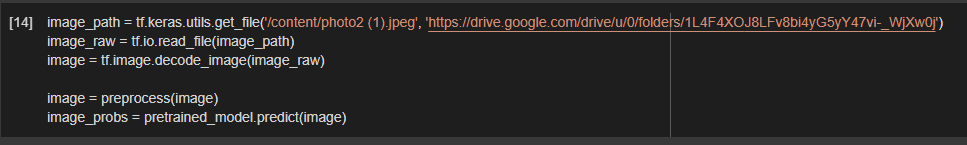 [14] image_path = tf.keras.utils.get_file('/content/photo2 (1).jpeg', 'https://drive.google.com/drive/u/0/folders/1L4F4XOJ8LFv8bi4yG5yY47vi-_WjXw0j')
image_raw = tf.io.read_file(image_path)
image = tf.image.decode_image(image_raw)
image = preprocess(image)
image_probs = pretrained_model.predict(image)